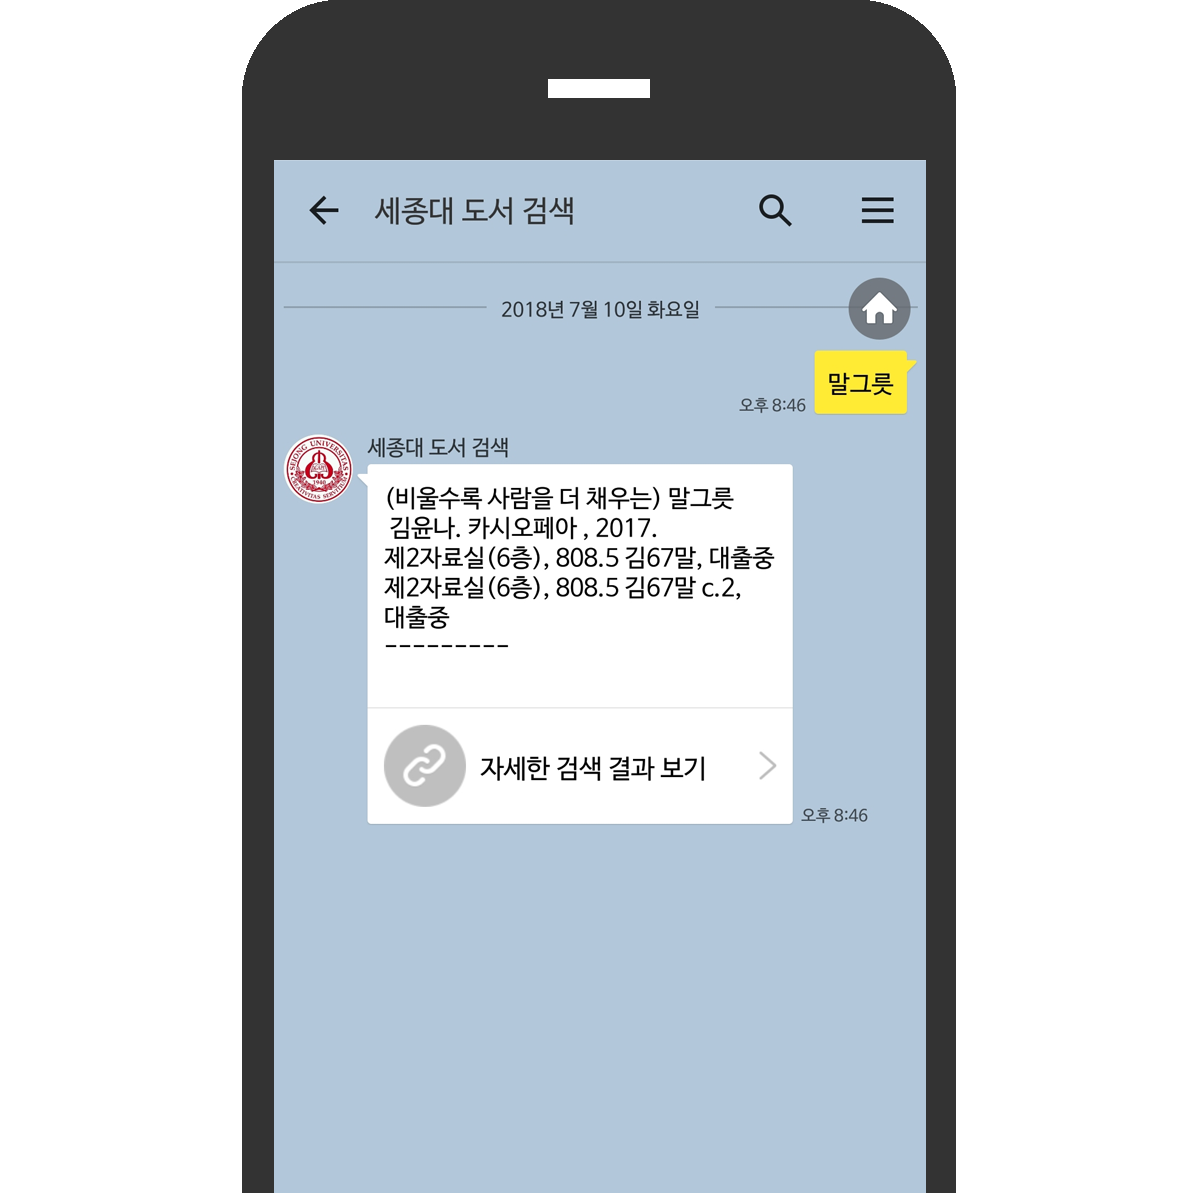 세종대 도서 검색
2018년 7월 10일 화요일
말그릇
오후 8:46
SEJONG UNIVERSITAS
1940
CREATIVITAS SERVITIUM
세종대 도서 검색
(비울수록 사람을 더 채우는) 말그릇
김윤나. 카시오페아 , 2017.
제2자료실(6층), 808.5 김67말, 대출중
제2자료실(6층), 808.5 김67말 c.2,
대출중
---------
자세한 검색 결과 보기
오후 8:46